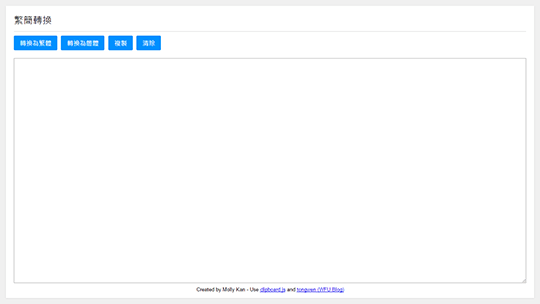 繁簡轉換
轉換為繁體 轉換為簡體 複製 清除
Created by Molly Kan - Use clipboard.js and tongwen (WFU Blog)